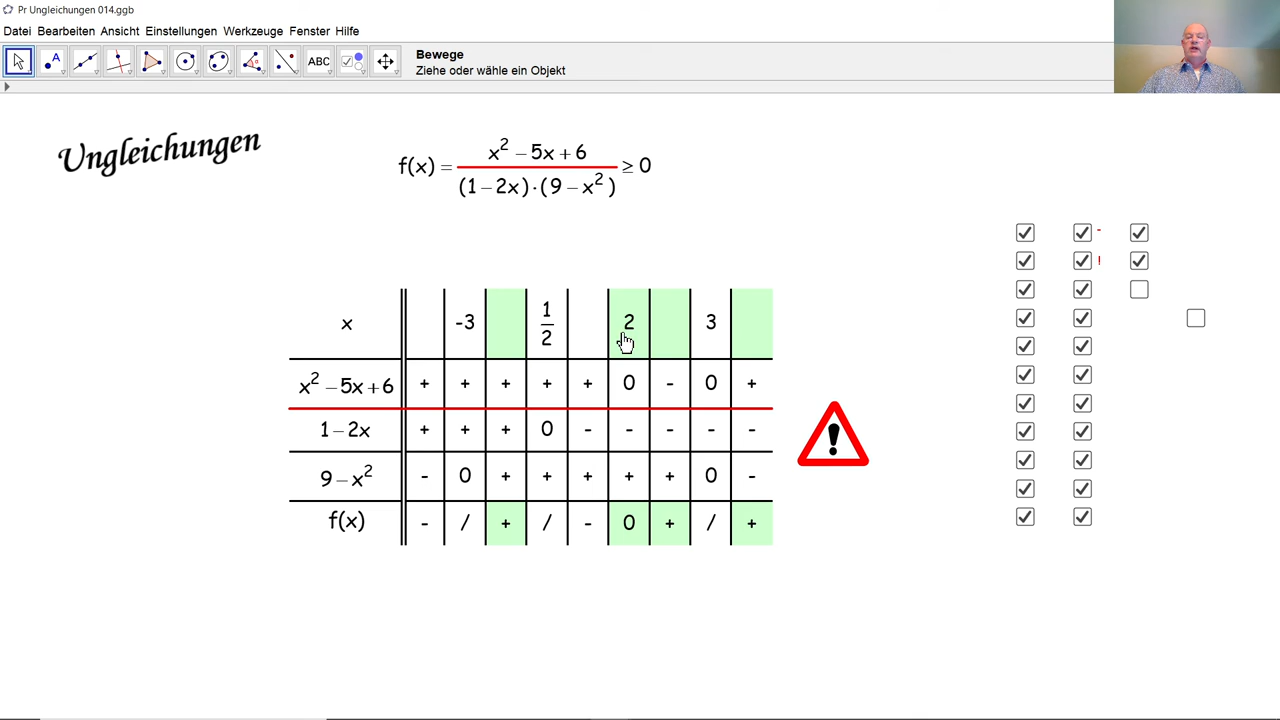 Pr Ungleichungen 014.ggb
Datei Bearbeiten Ansicht Einstellungen Werkzeuge Fenster Hilfe
ABC
Bewege
Ziehe oder wähle ein Objekt
Ungleichungen
f(x) = (x² − 5x + 6) / ((1 − 2x)·(9 − x²)) ≥ 0
-
!
x -3 1/2 2 3
x² − 5x + 6 + + + + + 0 - 0 +
1 − 2x + + + 0 - - - - -
9 − x² - 0 + + + + + 0 -
f(x) - / + / - 0 + / +
!